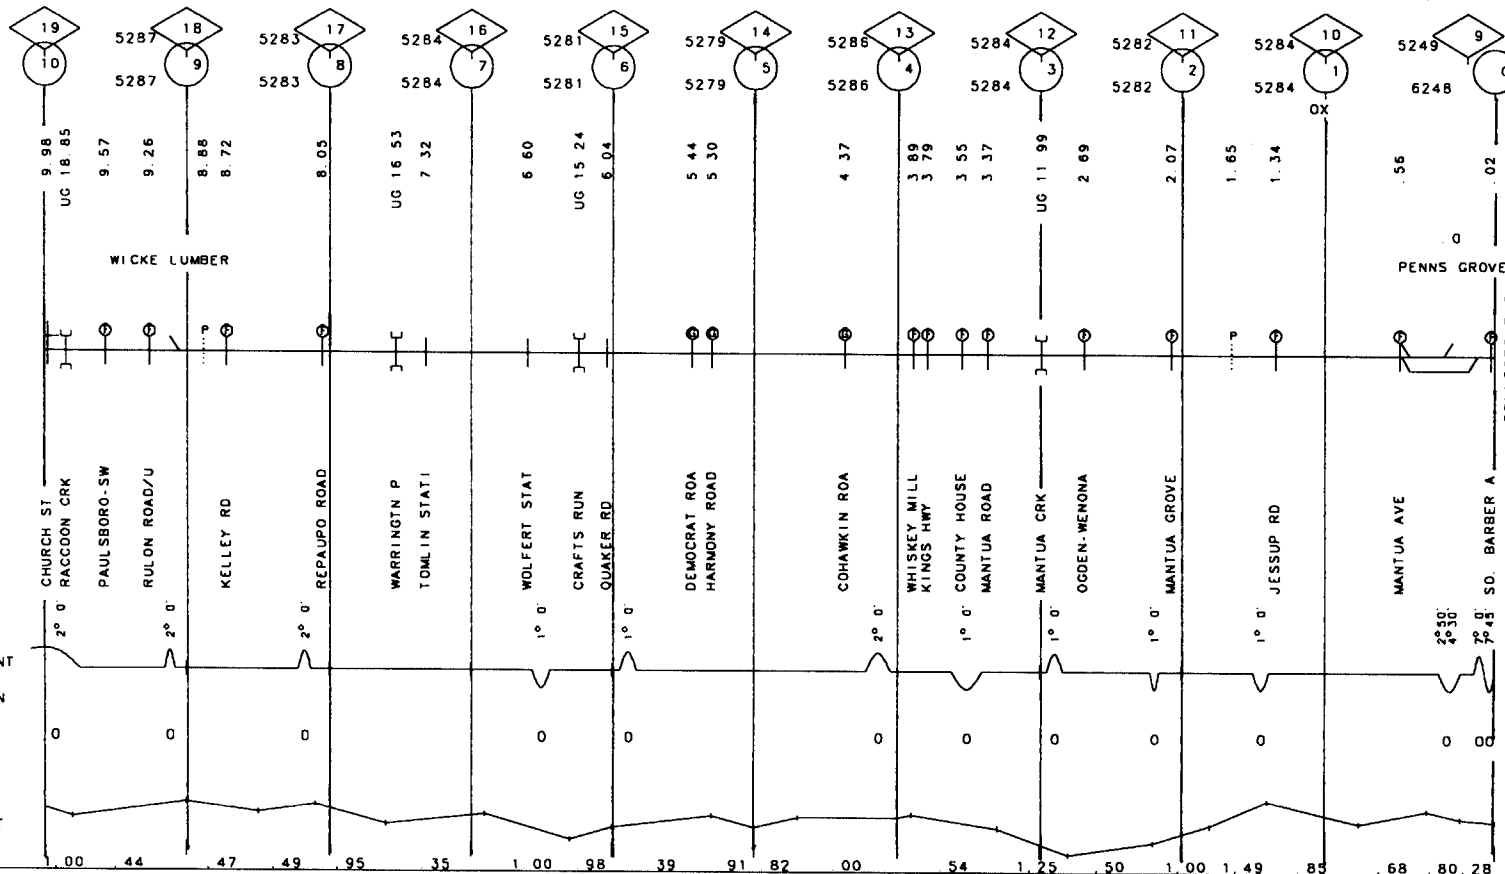 19 18 17 16 15 14 13 12 11 10 9
5287 5283 5284 5281 5279 5286 5284 5282 5284 5249
10 9 8 7 6 5 4 3 2 1
5287 5283 5284 5281 5279 5286 5284 5282 5284 6248
OX
9.98
UG 18 85
9.57
9.26
8.88
8.72
8.05
UG 16 53
7 32
6 60
UG 15 24
6 04
5 44
5 30
4 37
3 89
3 79
3 55
3 37
UG 11 99
2 69
2.07
1.65
1.34
.56
.02
WICKE LUMBER
PENNS GROVE
P
P
CHURCH ST
RACCOON CRK
PAULSBORO-SW
RULON ROAD/U
KELLEY RD
REPAUPO ROAD
WARRINGTN P
TOMLIN STATI
WOLFERT STAT
CRAFTS RUN
QUAKER RD
DEMOCRAT ROA
HARMONY ROAD
COHAWKIN ROA
WHISKEY MILL
KINGS HWY
COUNTY HOUSE
MANTUA ROAD
MANTUA CRK
OGDEN-WENONA
MANTUA GROVE
JESSUP RD
MANTUA AVE
SO. BARBER A
2° 0' 2° 0' 2° 0' 1° 0' 1° 0' 2° 0' 1° 0' 1° 0' 1° 0' 1° 0' 2°50' 4°30' 7° 0' 7°45'
NT
N
0 0 0 0 0 0 0 0 0 0 0 00
1.00 .44 .47 .49 .95 .35 1.00 .98 .39 .91 .82 .00 .54 1.25 .50 1.00 1.49 .85 .68 .80 .28